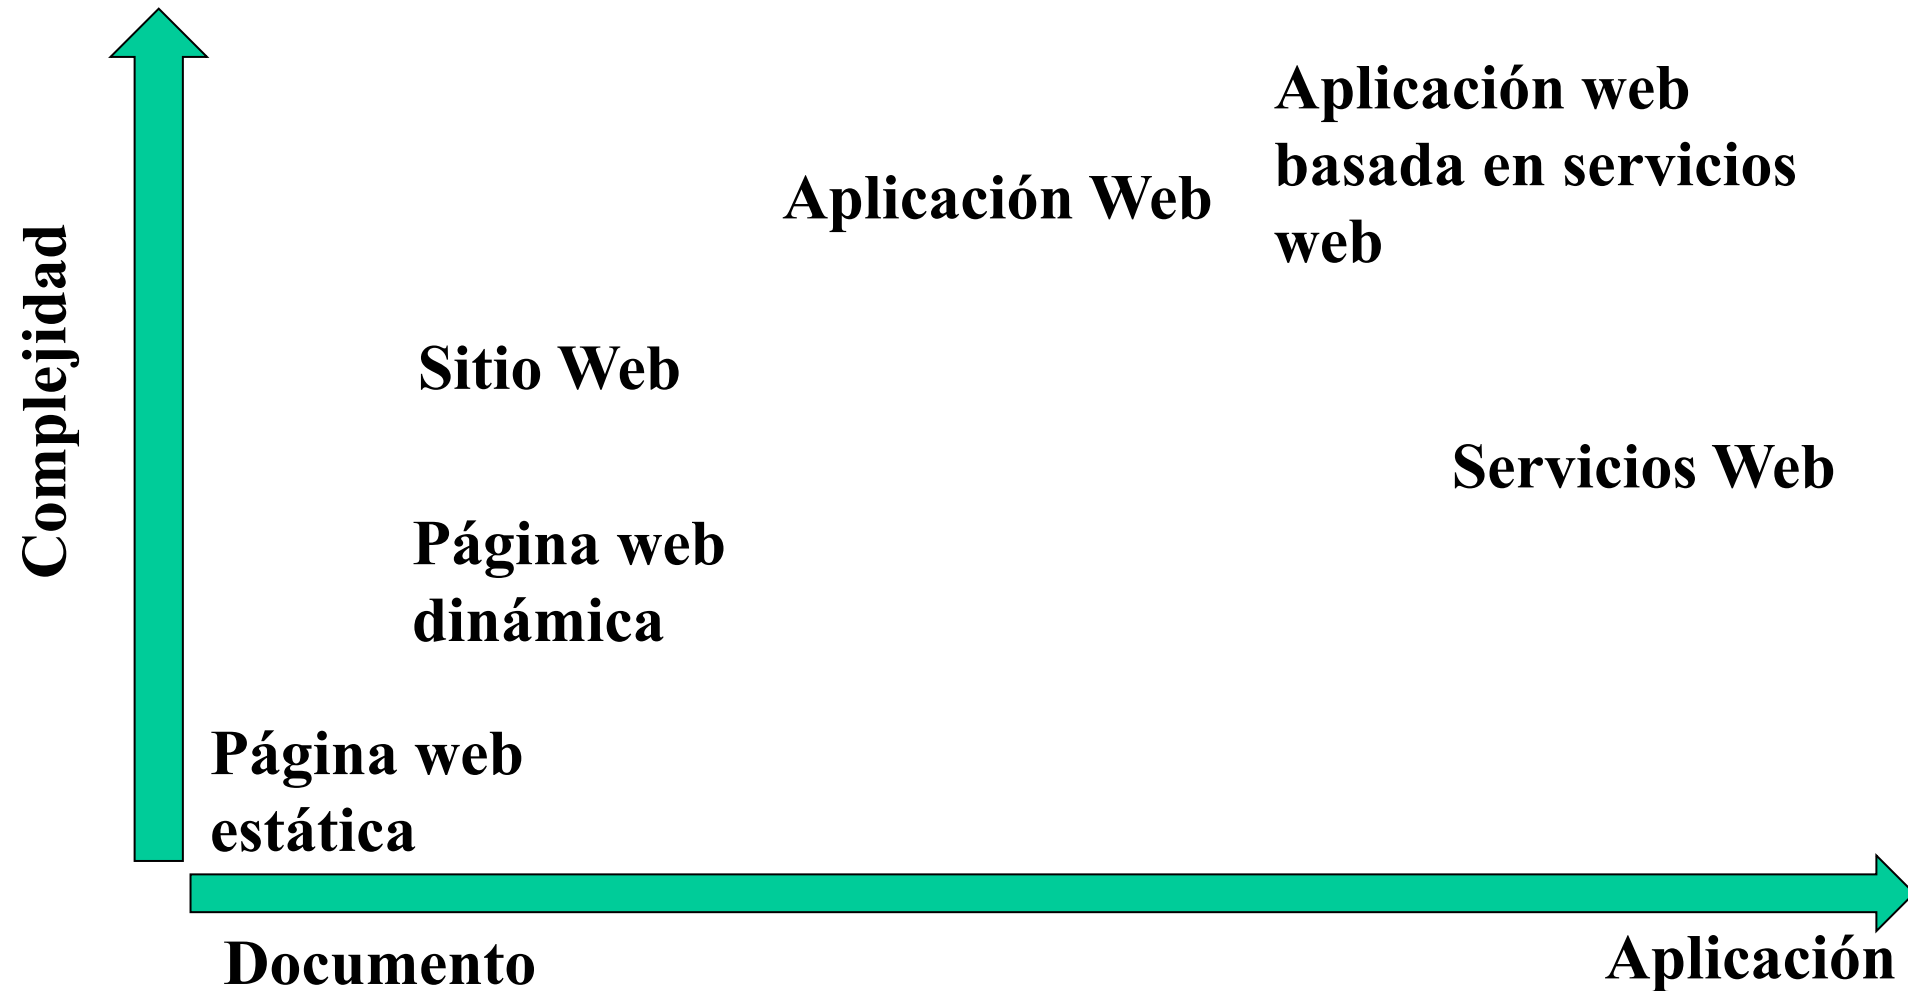 Complejidad
Aplicación web
basada en servicios
web
Aplicación Web
Sitio Web
Servicios Web
Página web
dinámica
Página web
estática
Documento
Aplicación